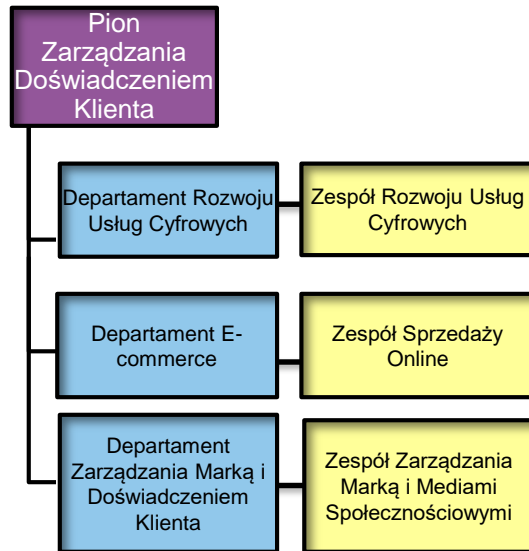 Pion
Zarządzania
Doświadczeniem
Klienta
Departament Rozwoju
Usług Cyfrowych
Zespół Rozwoju Usług
Cyfrowych
Departament E-
commerce
Zespół Sprzedaży
Online
Departament
Zarządzania Marką i
Doświadczeniem
Klienta
Zespół Zarządzania
Marką i Mediami
Społecznościowymi